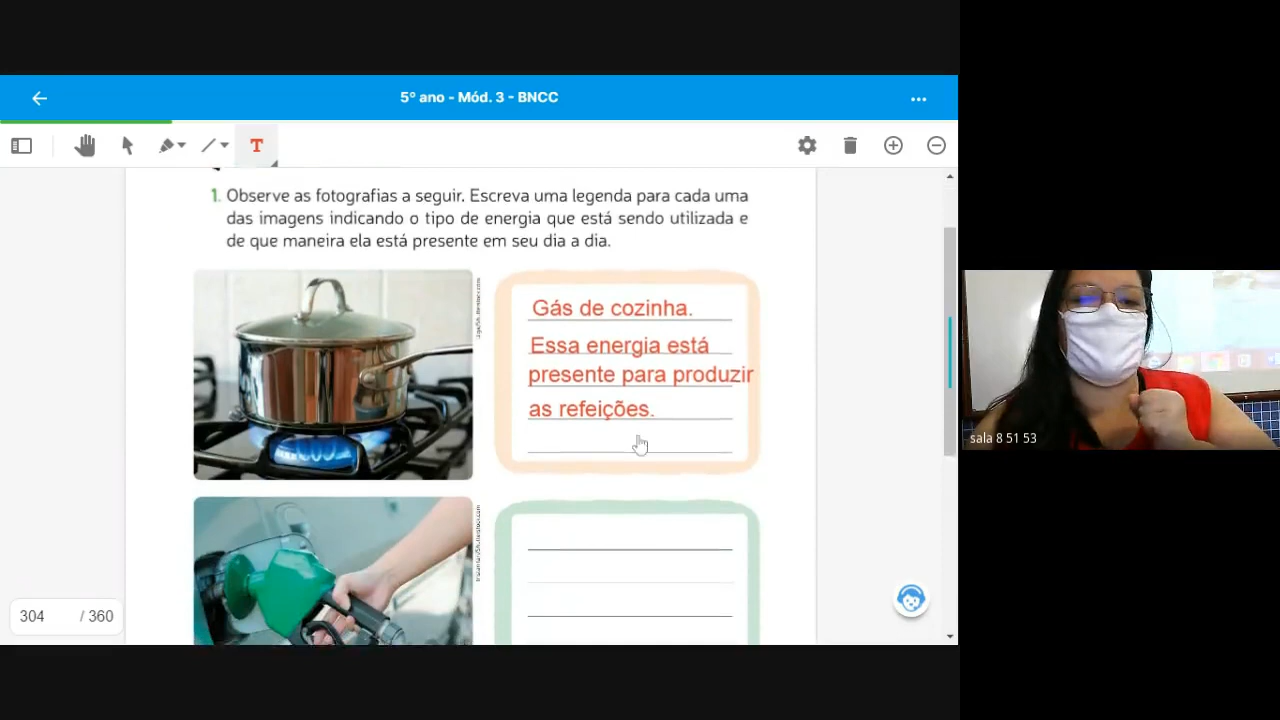 5º ano - Mód. 3 - BNCC
T
1. Observe as fotografias a seguir. Escreva uma legenda para cada uma
das imagens indicando o tipo de energia que está sendo utilizada e
de que maneira ela está presente em seu dia a dia.
Gás de cozinha.
Essa energia está
presente para produzir
as refeições.
304 / 360
sala 8 51 53